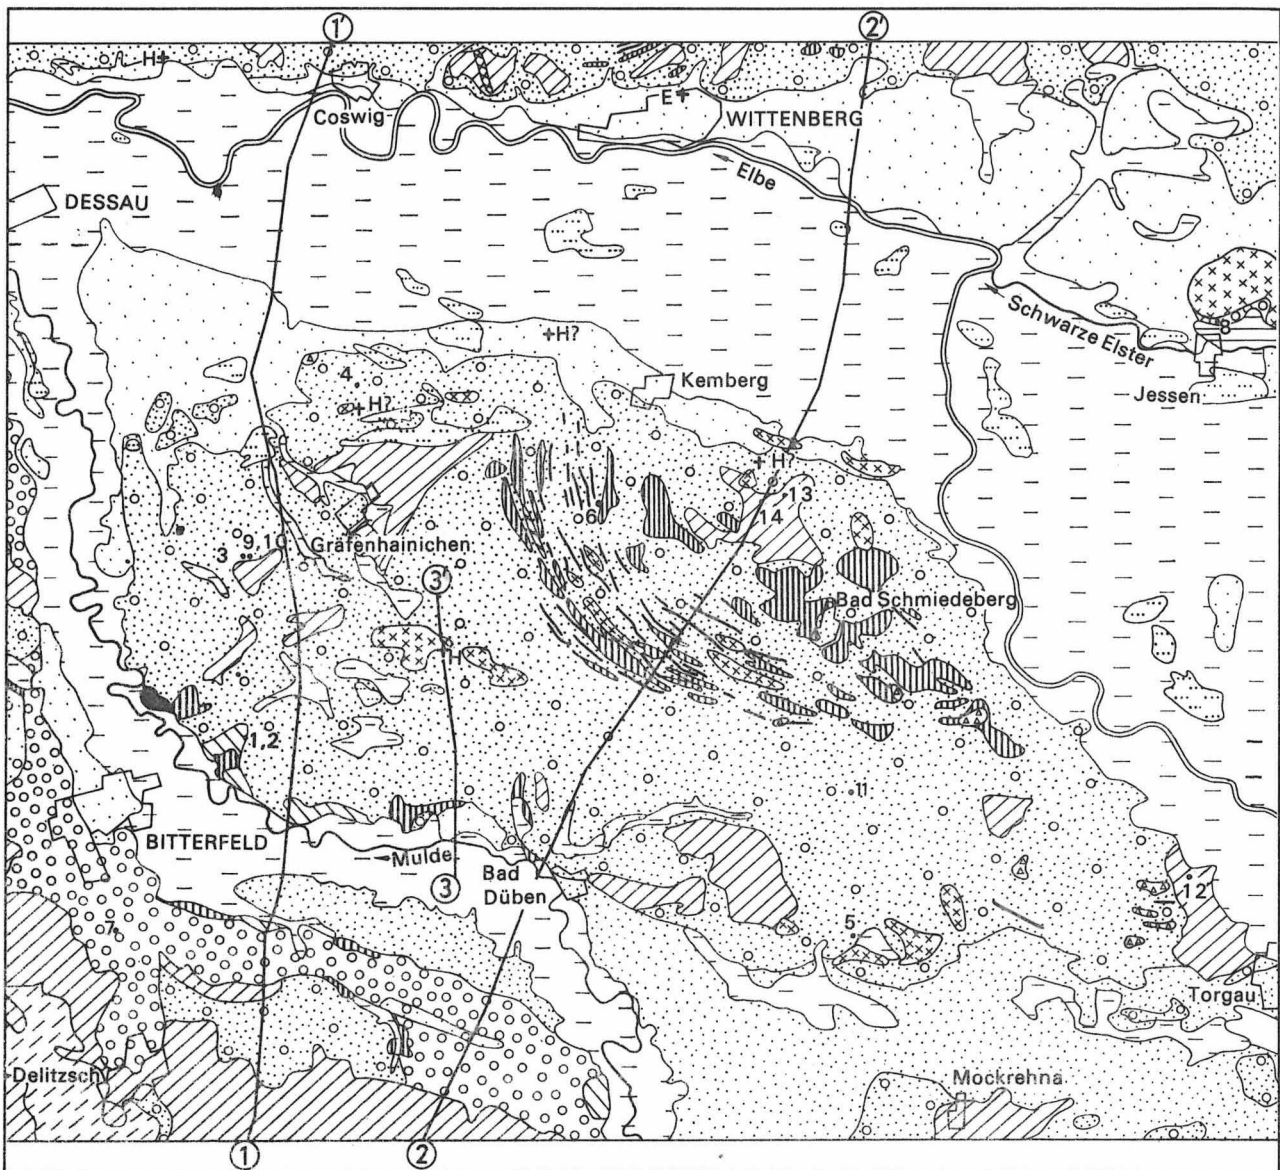 1' 2'
H+
Coswig
E+
WITTENBERG
Elbe
DESSAU
Schwarze Elster
8
+H?
Jessen
4
Kemberg
+H?
+H?
13
6
14
9,10
3
Gräfenhainichen
3'
Bad Schmiedeberg
H
1,2
11
BITTERFELD
Mulde
Bad
Düben
3
12
5
7
Torgau
Delitzsch
Mockrehna
1 2